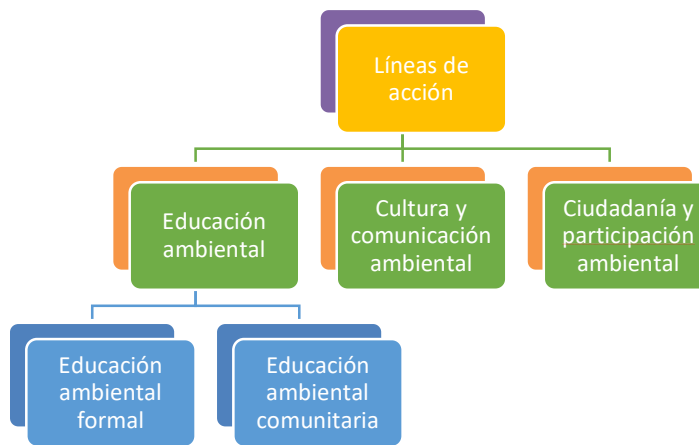 Líneas de
acción
Educación
ambiental
Cultura y
comunicación
ambiental
Ciudadanía y
participación
ambiental
Educación
ambiental
formal
Educación
ambiental
comunitaria